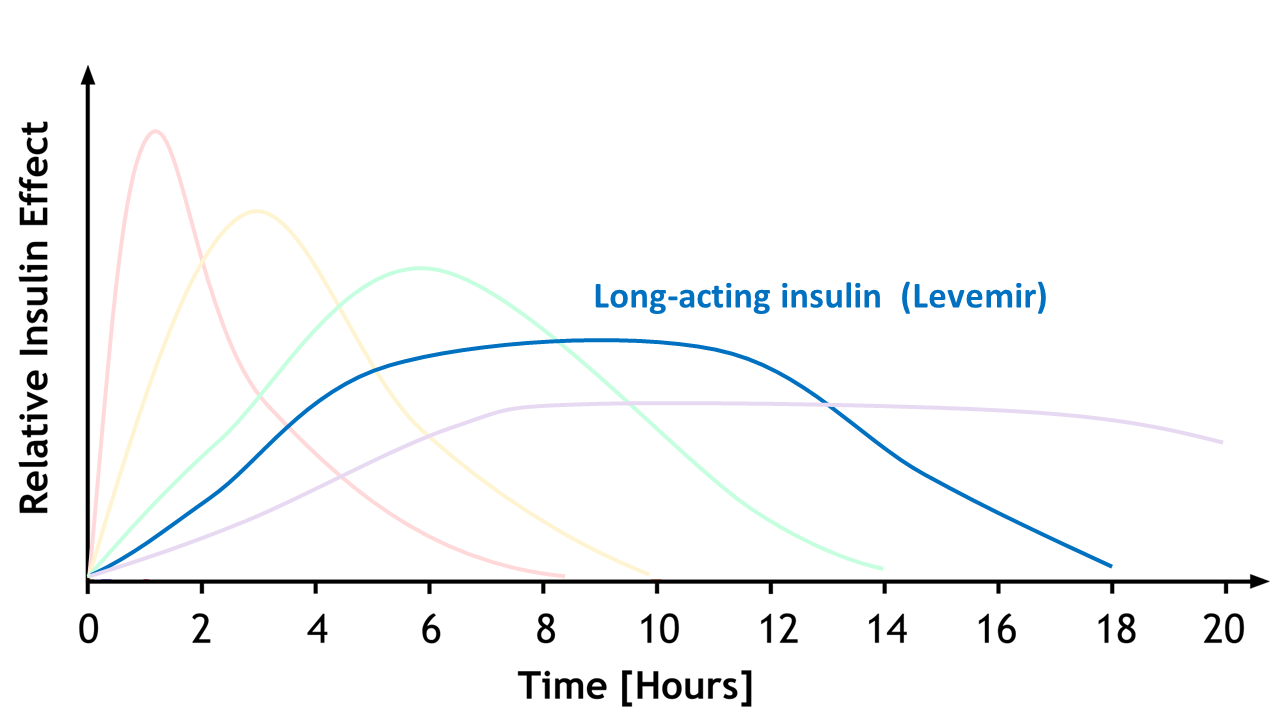 Relative Insulin Effect
Long-acting insulin (Levemir)
0 2 4 6 8 10 12 14 16 18 20
Time [Hours]